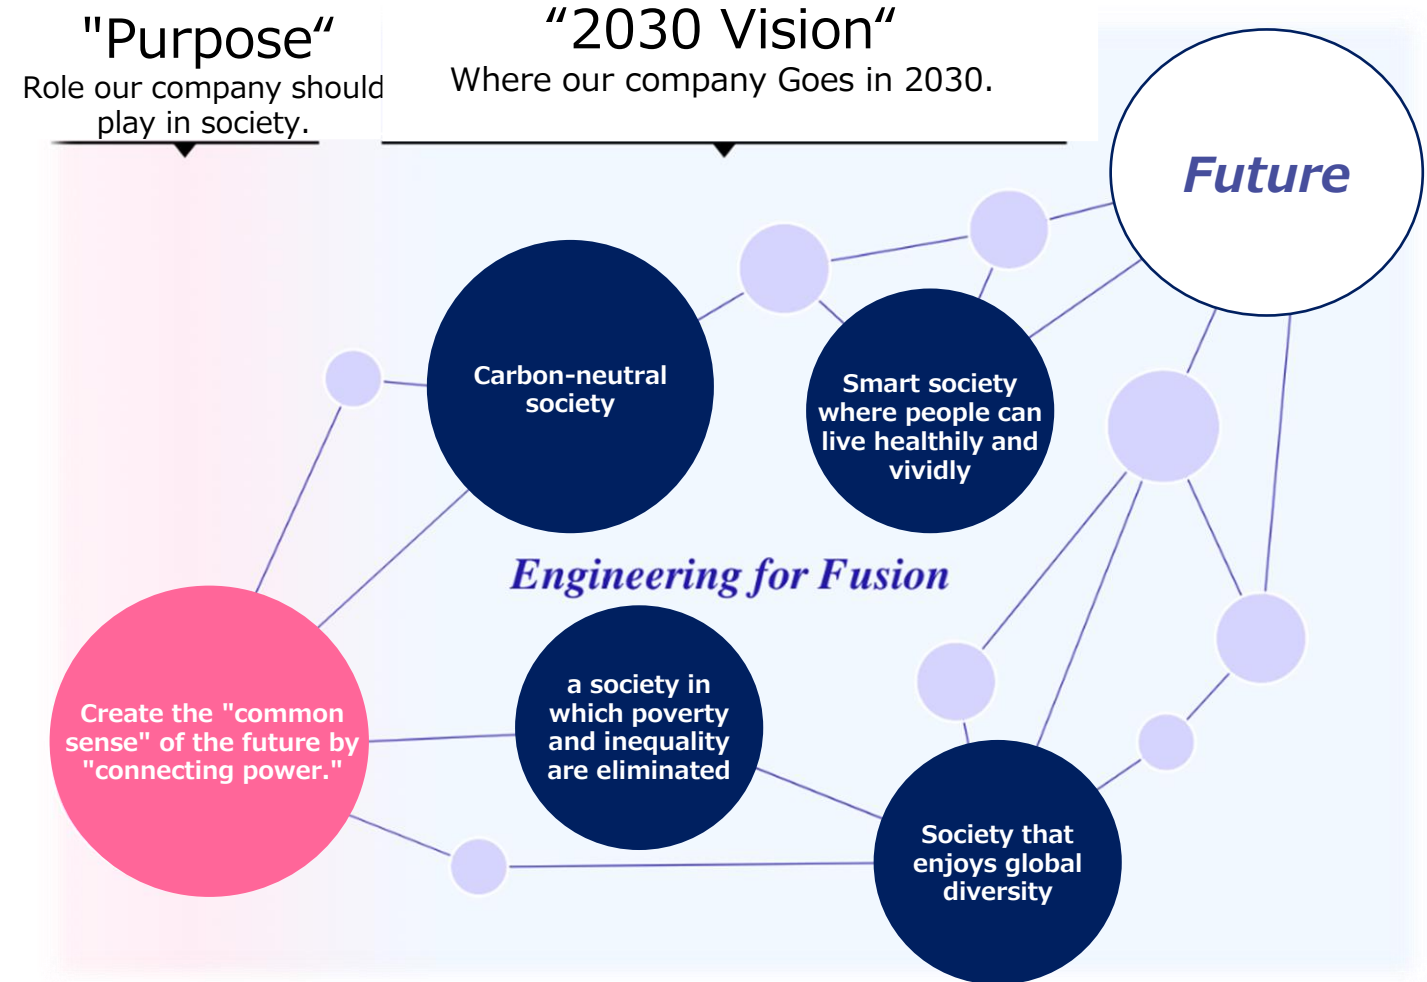 "Purpose“
Role our company should
play in society.
“2030 Vision“
Where our company Goes in 2030.
Future
Carbon-neutral
society
Smart society
where people can
live healthily and
vividly
Engineering for Fusion
Create the "common
sense" of the future by
"connecting power."
a society in
which poverty
and inequality
are eliminated
Society that
enjoys global
diversity